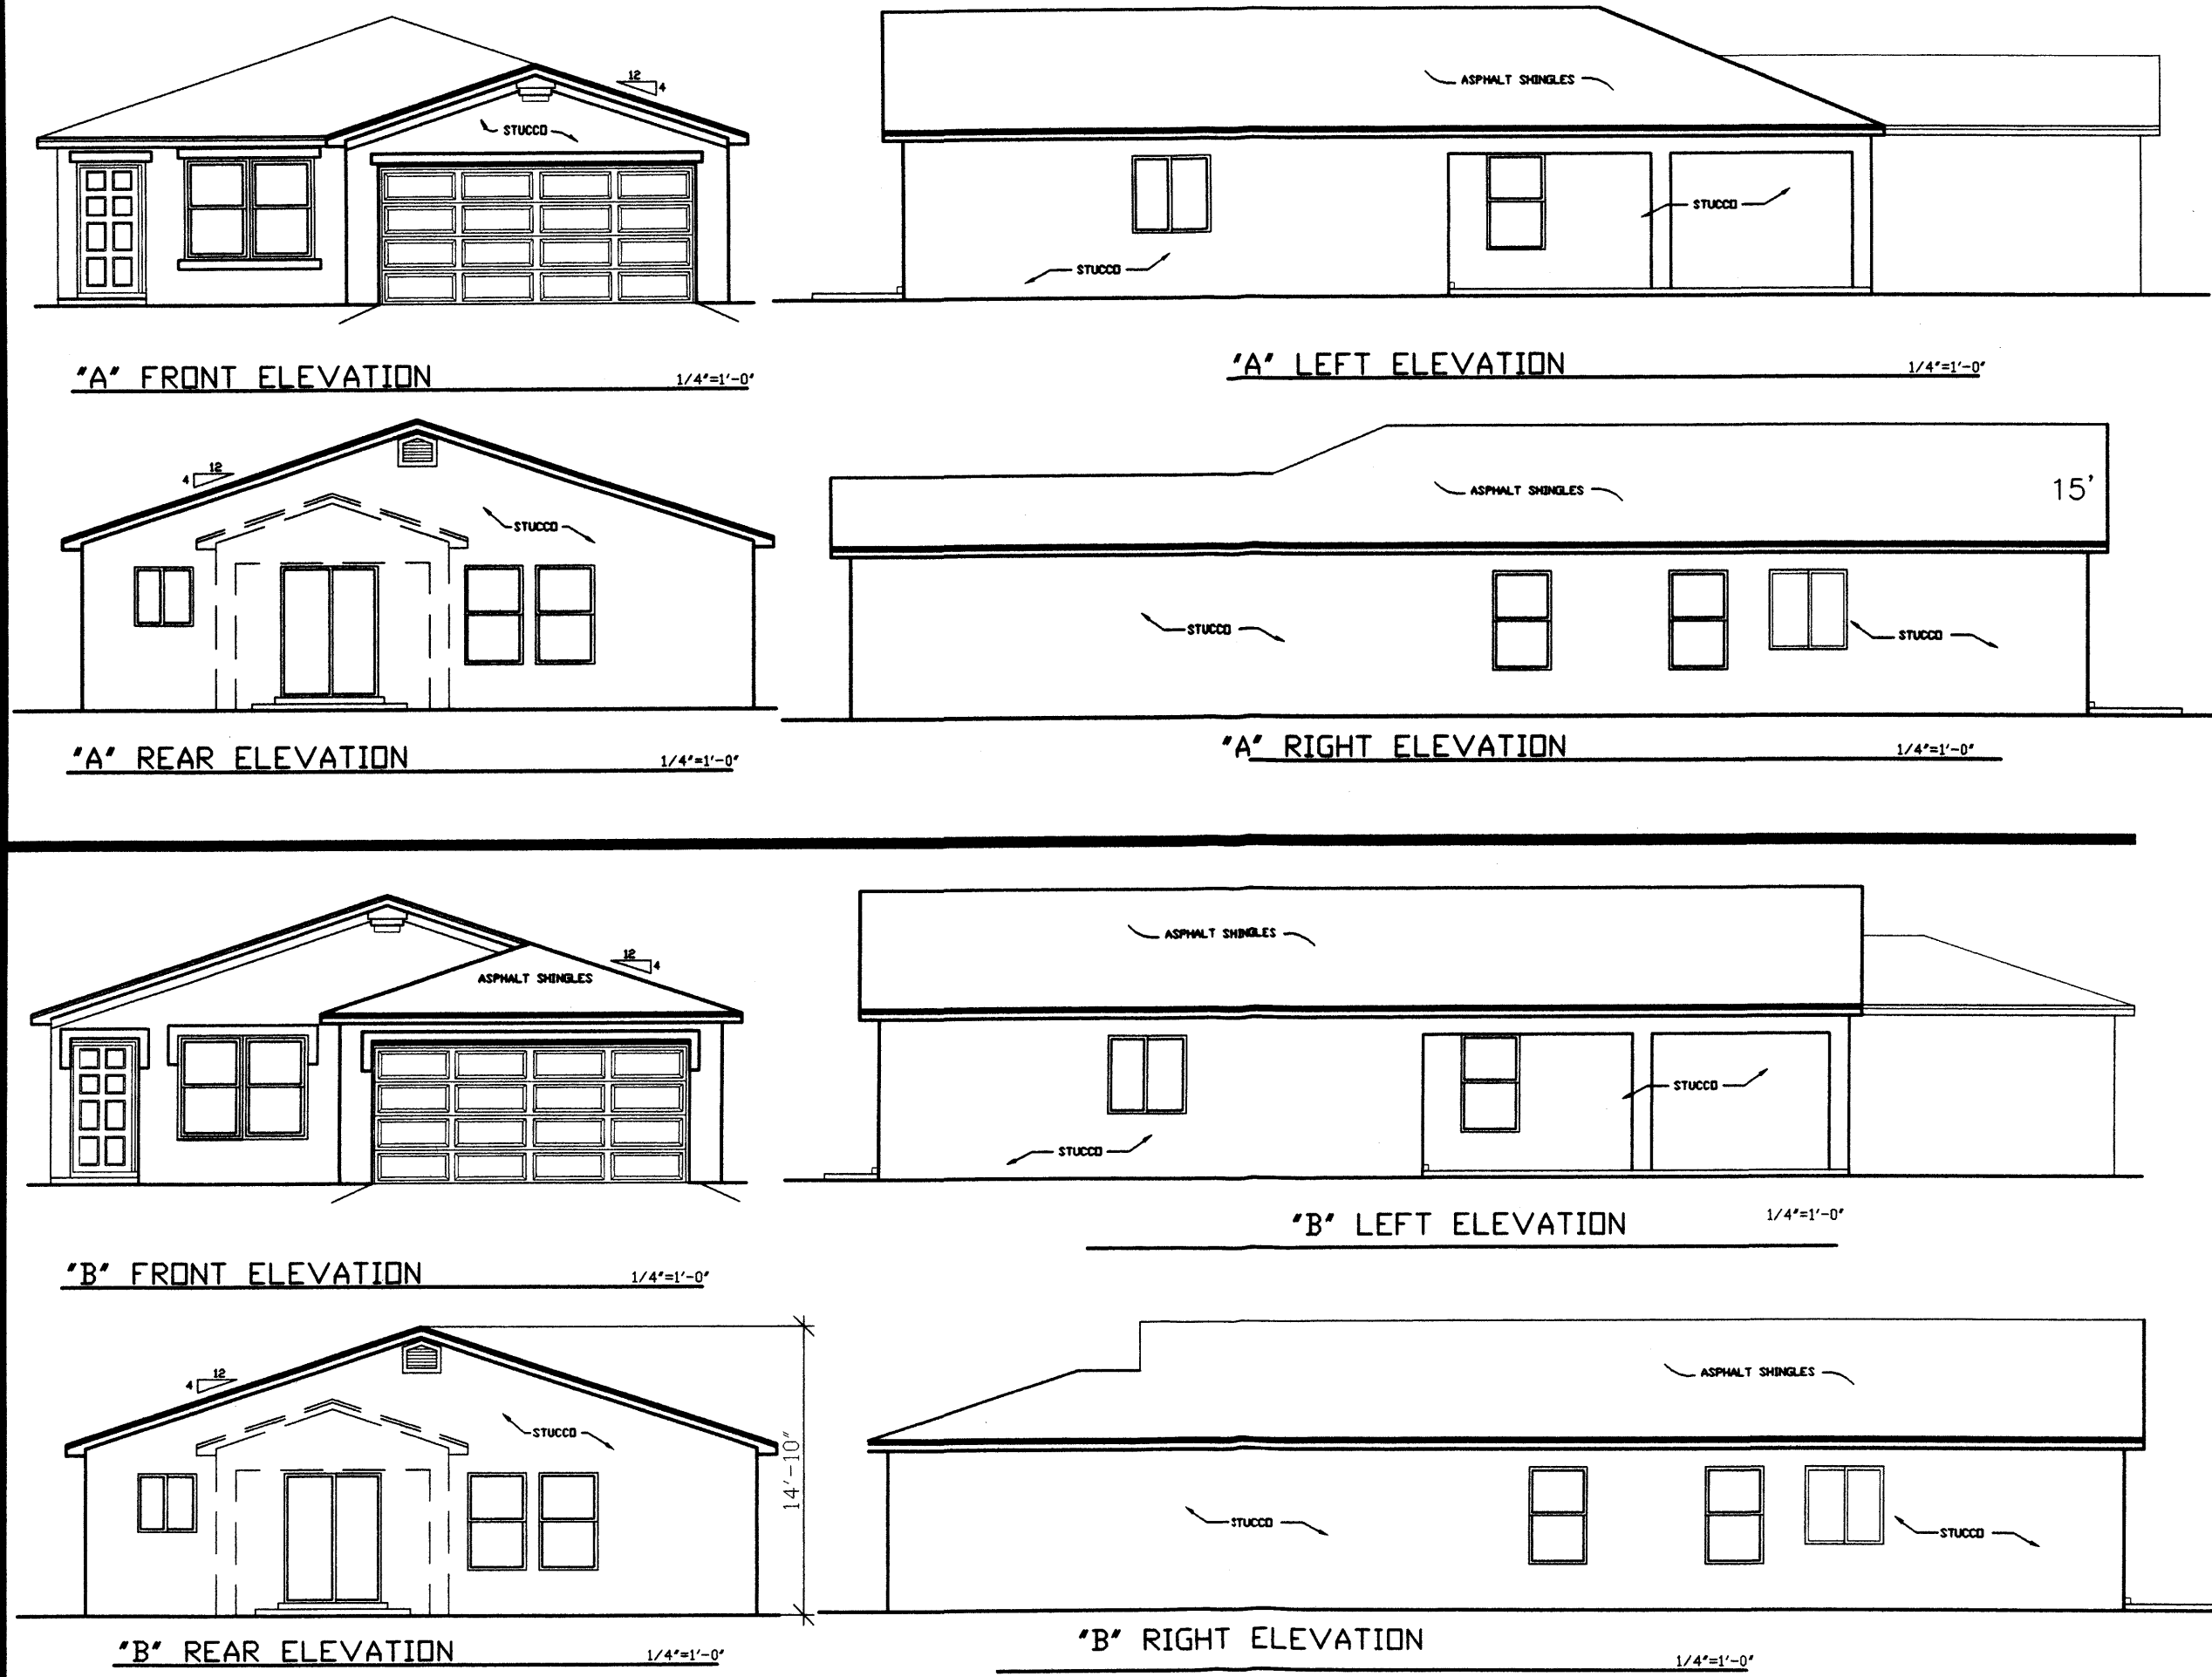 12
4
STUCCO
"A" FRONT ELEVATION
1/4"=1'-0"
ASPHALT SHINGLES
STUCCO
STUCCO
"A" LEFT ELEVATION
1/4"=1'-0"
12
4
STUCCO
"A" REAR ELEVATION
1/4"=1'-0"
ASPHALT SHINGLES
15'
STUCCO
STUCCO
"A" RIGHT ELEVATION
1/4"=1'-0"
12
4
ASPHALT SHINGLES
"B" FRONT ELEVATION
1/4"=1'-0"
ASPHALT SHINGLES
STUCCO
STUCCO
"B" LEFT ELEVATION
1/4"=1'-0"
12
4
STUCCO
14'-10"
"B" REAR ELEVATION
1/4"=1'-0"
ASPHALT SHINGLES
STUCCO
STUCCO
"B" RIGHT ELEVATION
1/4"=1'-0"